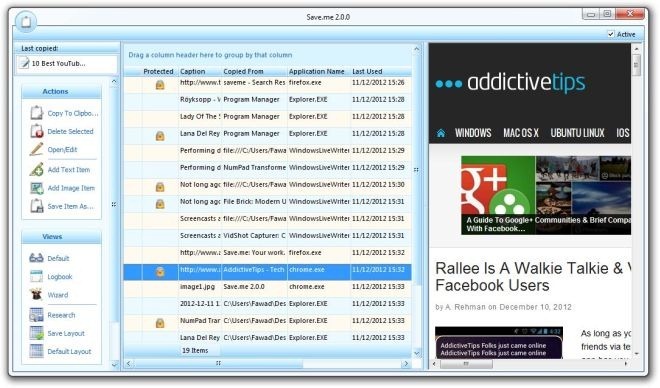 Save.me 2.0.0
Active
Last copied:
10 Best YouTub...
Actions
Copy To Clipbo...
Delete Selected
Open/Edit
Add Text Item
Add Image Item
Save Item As...
Views
Default
Logbook
Wizard
Research
Save Layout
Default Layout
Drag a column header here to group by that column
Protected Caption Copied From Application Name Last Used
http://www.t saveme - Search Res firefox.exe 11/12/2012 15:26
Röyksopp - V Program Manager Explorer.EXE 11/12/2012 15:28
Lady Of The S Program Manager Explorer.EXE 11/12/2012 15:28
Lana Del Rey Program Manager Explorer.EXE 11/12/2012 15:28
Performing d file:///C:/Users/Fawa WindowsLiveWriter 11/12/2012 15:29
Performing d NumPad Transforme WindowsLiveWriter 11/12/2012 15:29
Not long ago file:///C:/Users/Fawa WindowsLiveWriter 11/12/2012 15:30
Not long ago File Brick: Modern U WindowsLiveWriter 11/12/2012 15:31
Screencasts a file:///C:/Users/Fawa WindowsLiveWriter 11/12/2012 15:31
Screencasts a VidShot Capturer: C WindowsLiveWriter 11/12/2012 15:31
http://www.a Save.me: Your work. firefox.exe 11/12/2012 15:32
http://www.a AddictiveTips - Tech chrome.exe 11/12/2012 15:32
image1.jpg Save.me 2.0.0 chrome.exe 11/12/2012 15:33
2012-12-11 1 C:\Users\Fawad\Des Explorer.EXE 11/12/2012 15:33
NumPad Tran C:\Users\Fawad\Des Explorer.EXE 11/12/2012 15:33
Lana Del Rey C:\Users\Fawad\Des Explorer.EXE 11/12/2012 15:33
19 Items
addictivetips
WINDOWS MAC OS X UBUNTU LINUX IOS
A Guide To Google+ Communities & Brief Compa
With Facebook...
Rallee Is A Walkie Talkie &
Facebook Users
by A. Rehman on December 10, 2012
4:32
AddictiveTips Folks just came online
AddictiveTips Folks just came online
As long as yo
friends via te